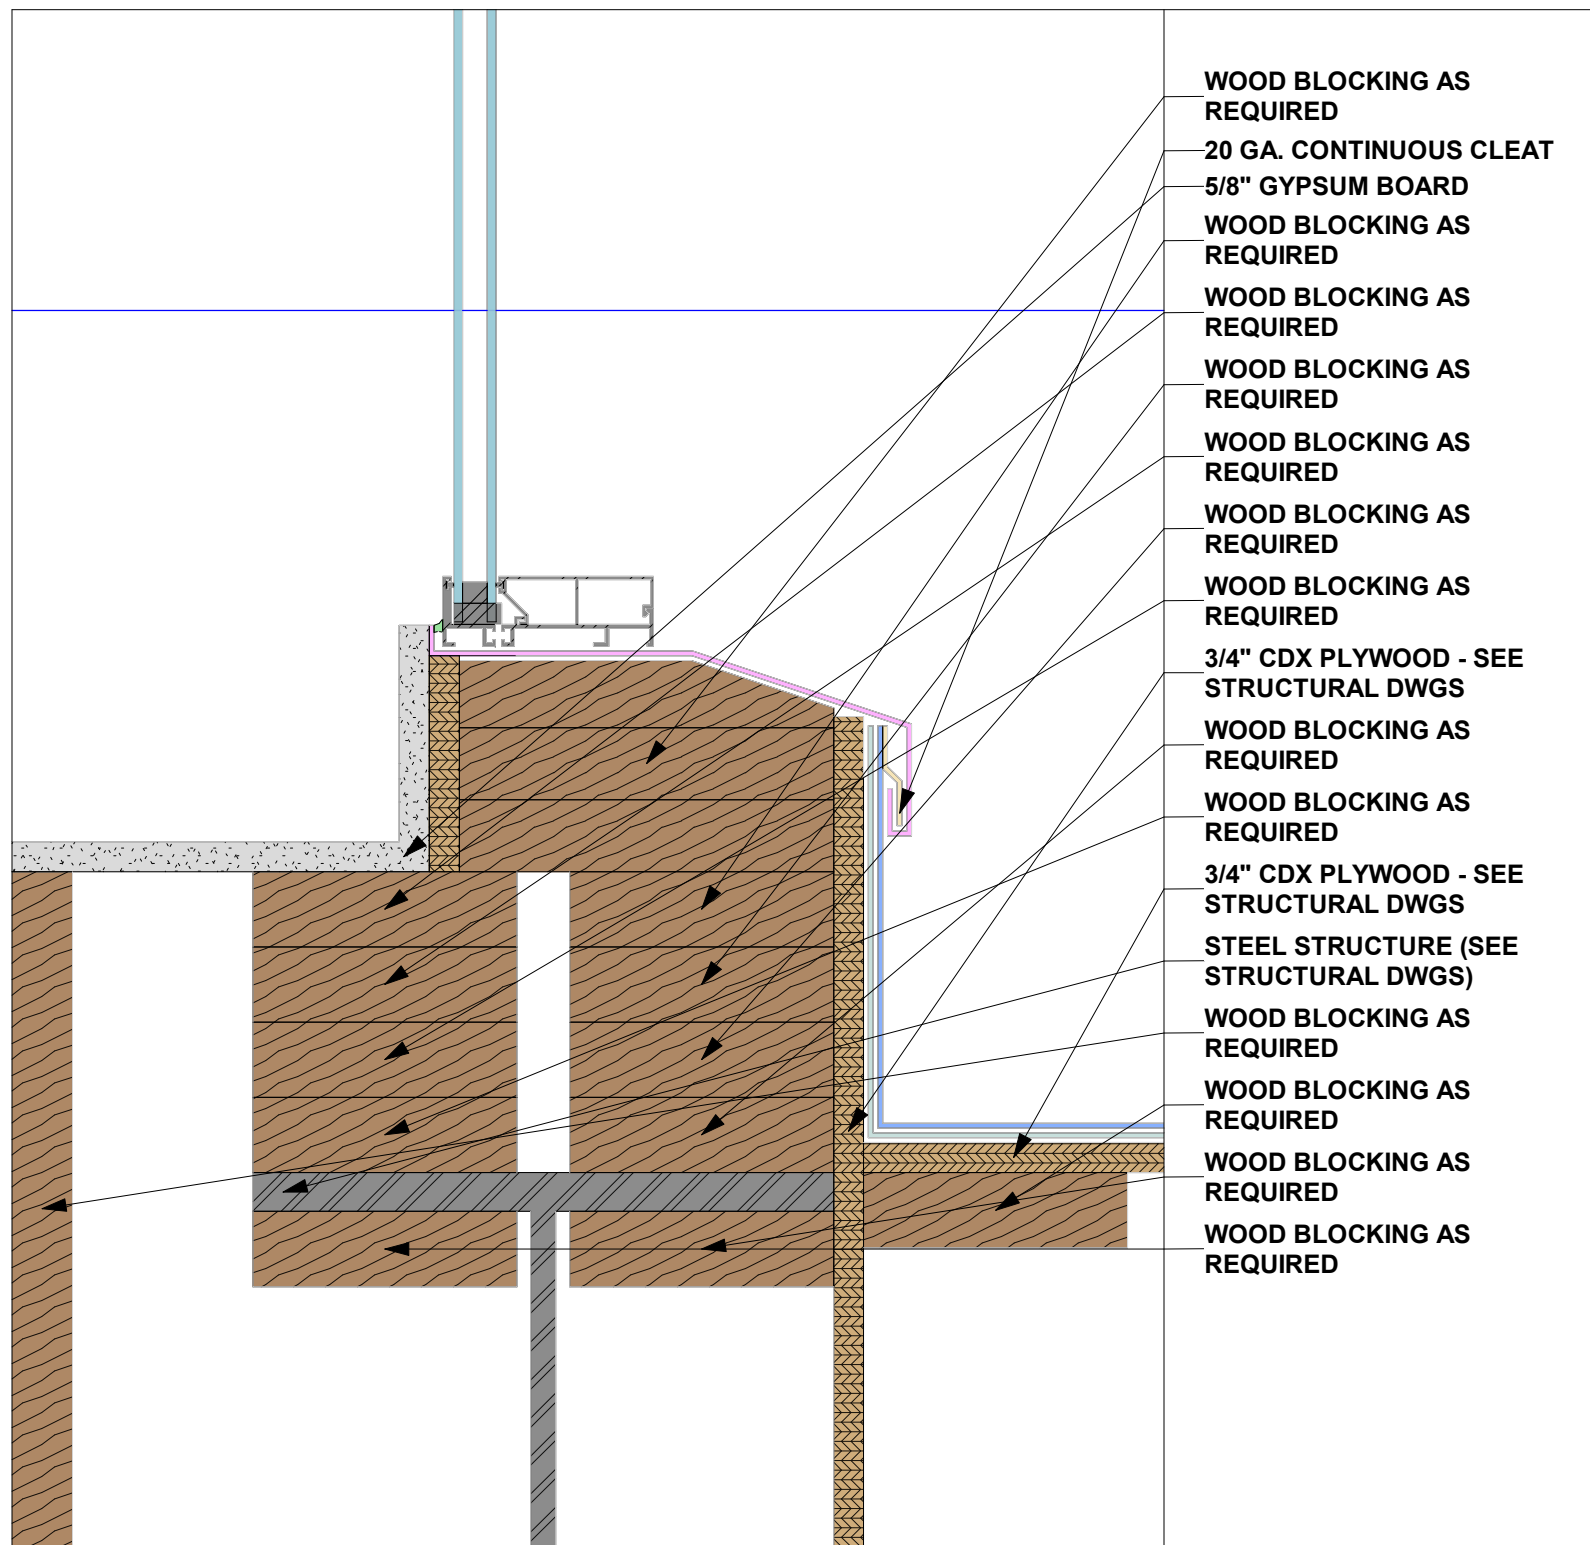 WOOD BLOCKING AS
REQUIRED
20 GA. CONTINUOUS CLEAT
5/8" GYPSUM BOARD
WOOD BLOCKING AS
REQUIRED
WOOD BLOCKING AS
REQUIRED
WOOD BLOCKING AS
REQUIRED
WOOD BLOCKING AS
REQUIRED
WOOD BLOCKING AS
REQUIRED
WOOD BLOCKING AS
REQUIRED
3/4" CDX PLYWOOD - SEE
STRUCTURAL DWGS
WOOD BLOCKING AS
REQUIRED
WOOD BLOCKING AS
REQUIRED
3/4" CDX PLYWOOD - SEE
STRUCTURAL DWGS
STEEL STRUCTURE (SEE
STRUCTURAL DWGS)
WOOD BLOCKING AS
REQUIRED
WOOD BLOCKING AS
REQUIRED
WOOD BLOCKING AS
REQUIRED
WOOD BLOCKING AS
REQUIRED